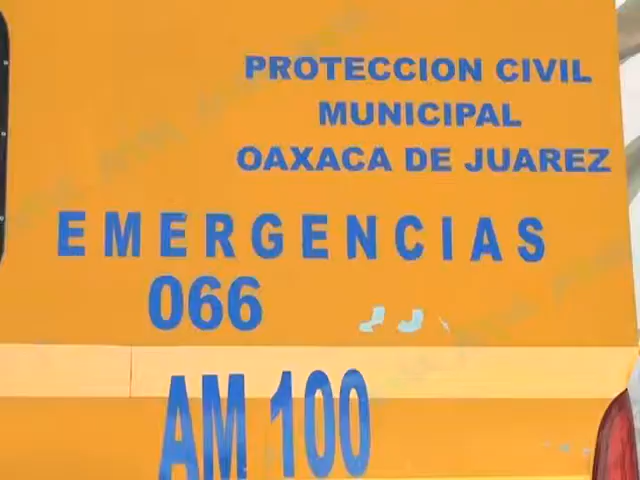 PROTECCION CIVIL
MUNICIPAL
OAXACA DE JUAREZ
EMERGENCIAS
066
AM 100